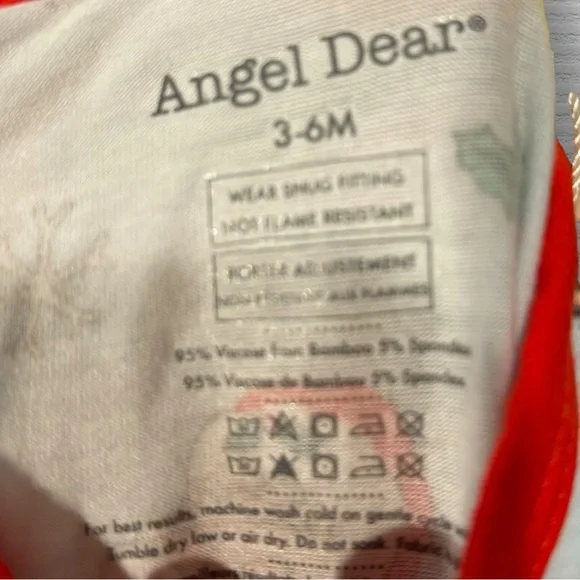 Angel Dear®
3-6M
WEAR SNUG FITTING
NOT FLAME RESISTANT
PORTER AJUSTEMENT
95% Viscose from Bamboo 5% Spandex
95% Viscose de Bamboo 5% Spandex
For best results, machine wash cold on gentle cycle
Tumble dry low or air dry. Do not soak. Fabric